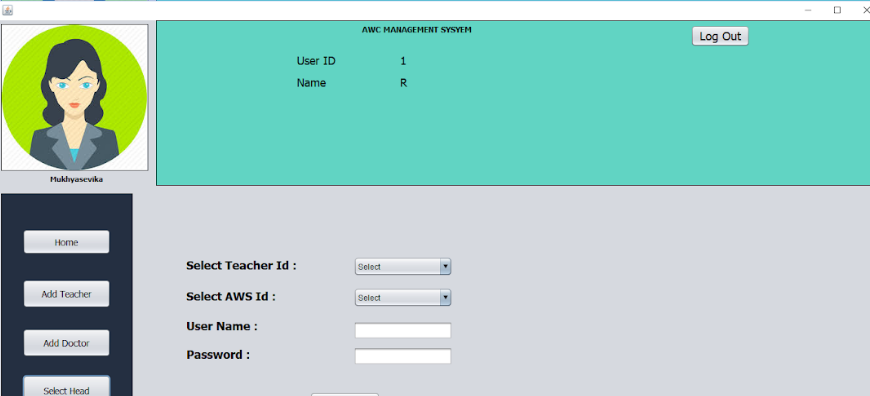 AWC MANAGEMENT SYSYEM
Log Out
User ID 1
Name R
Mukhyasevika
Home
Add Teacher
Add Doctor
Select Head
Select Teacher Id : Select
Select AWS Id : Select
User Name :
Password :